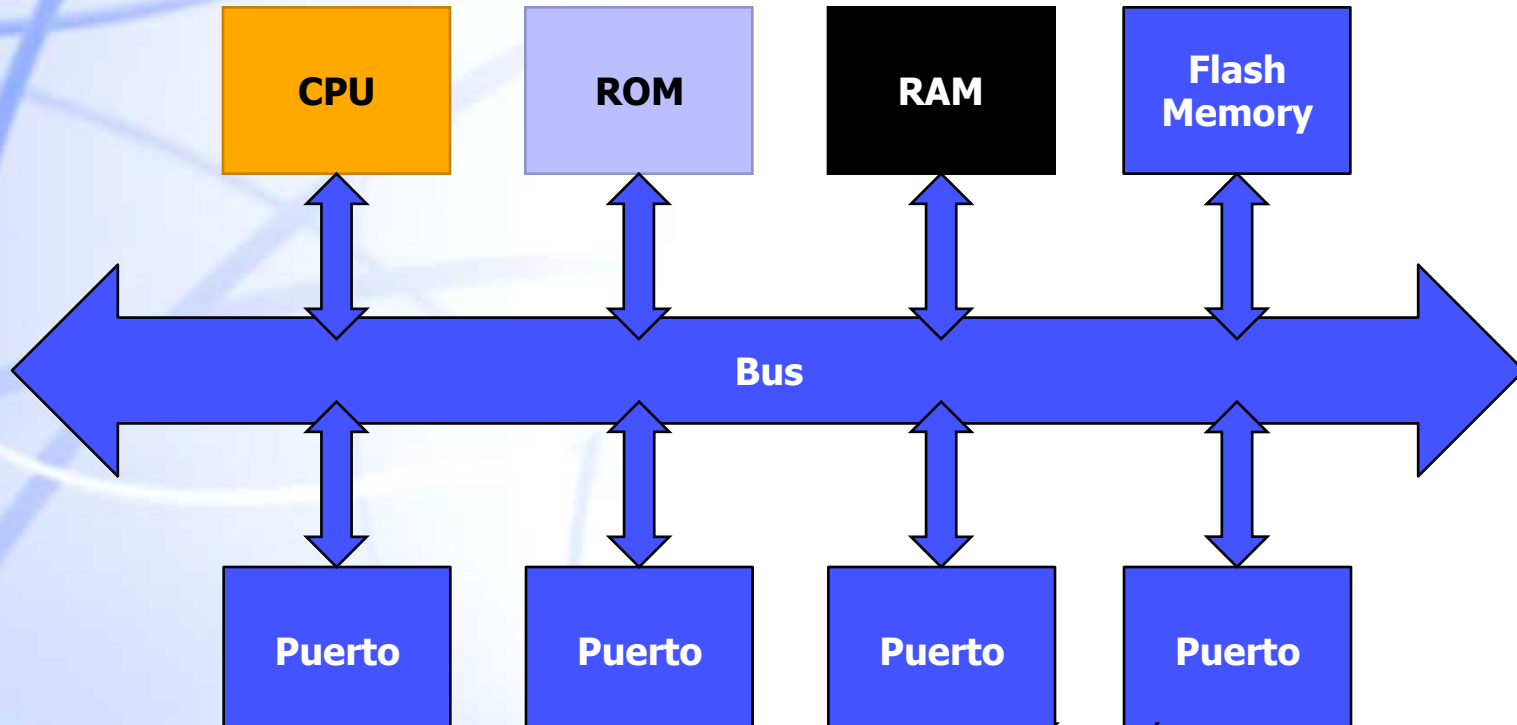 CPU
ROM
RAM
Flash
Memory
Bus
Puerto
Puerto
Puerto
Puerto